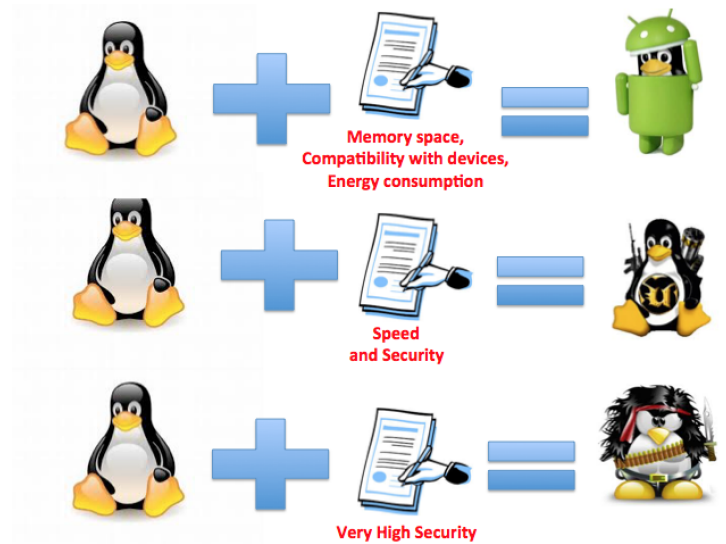 Memory space,
Compatibility with devices,
Energy consumption
Speed
and Security
Very High Security